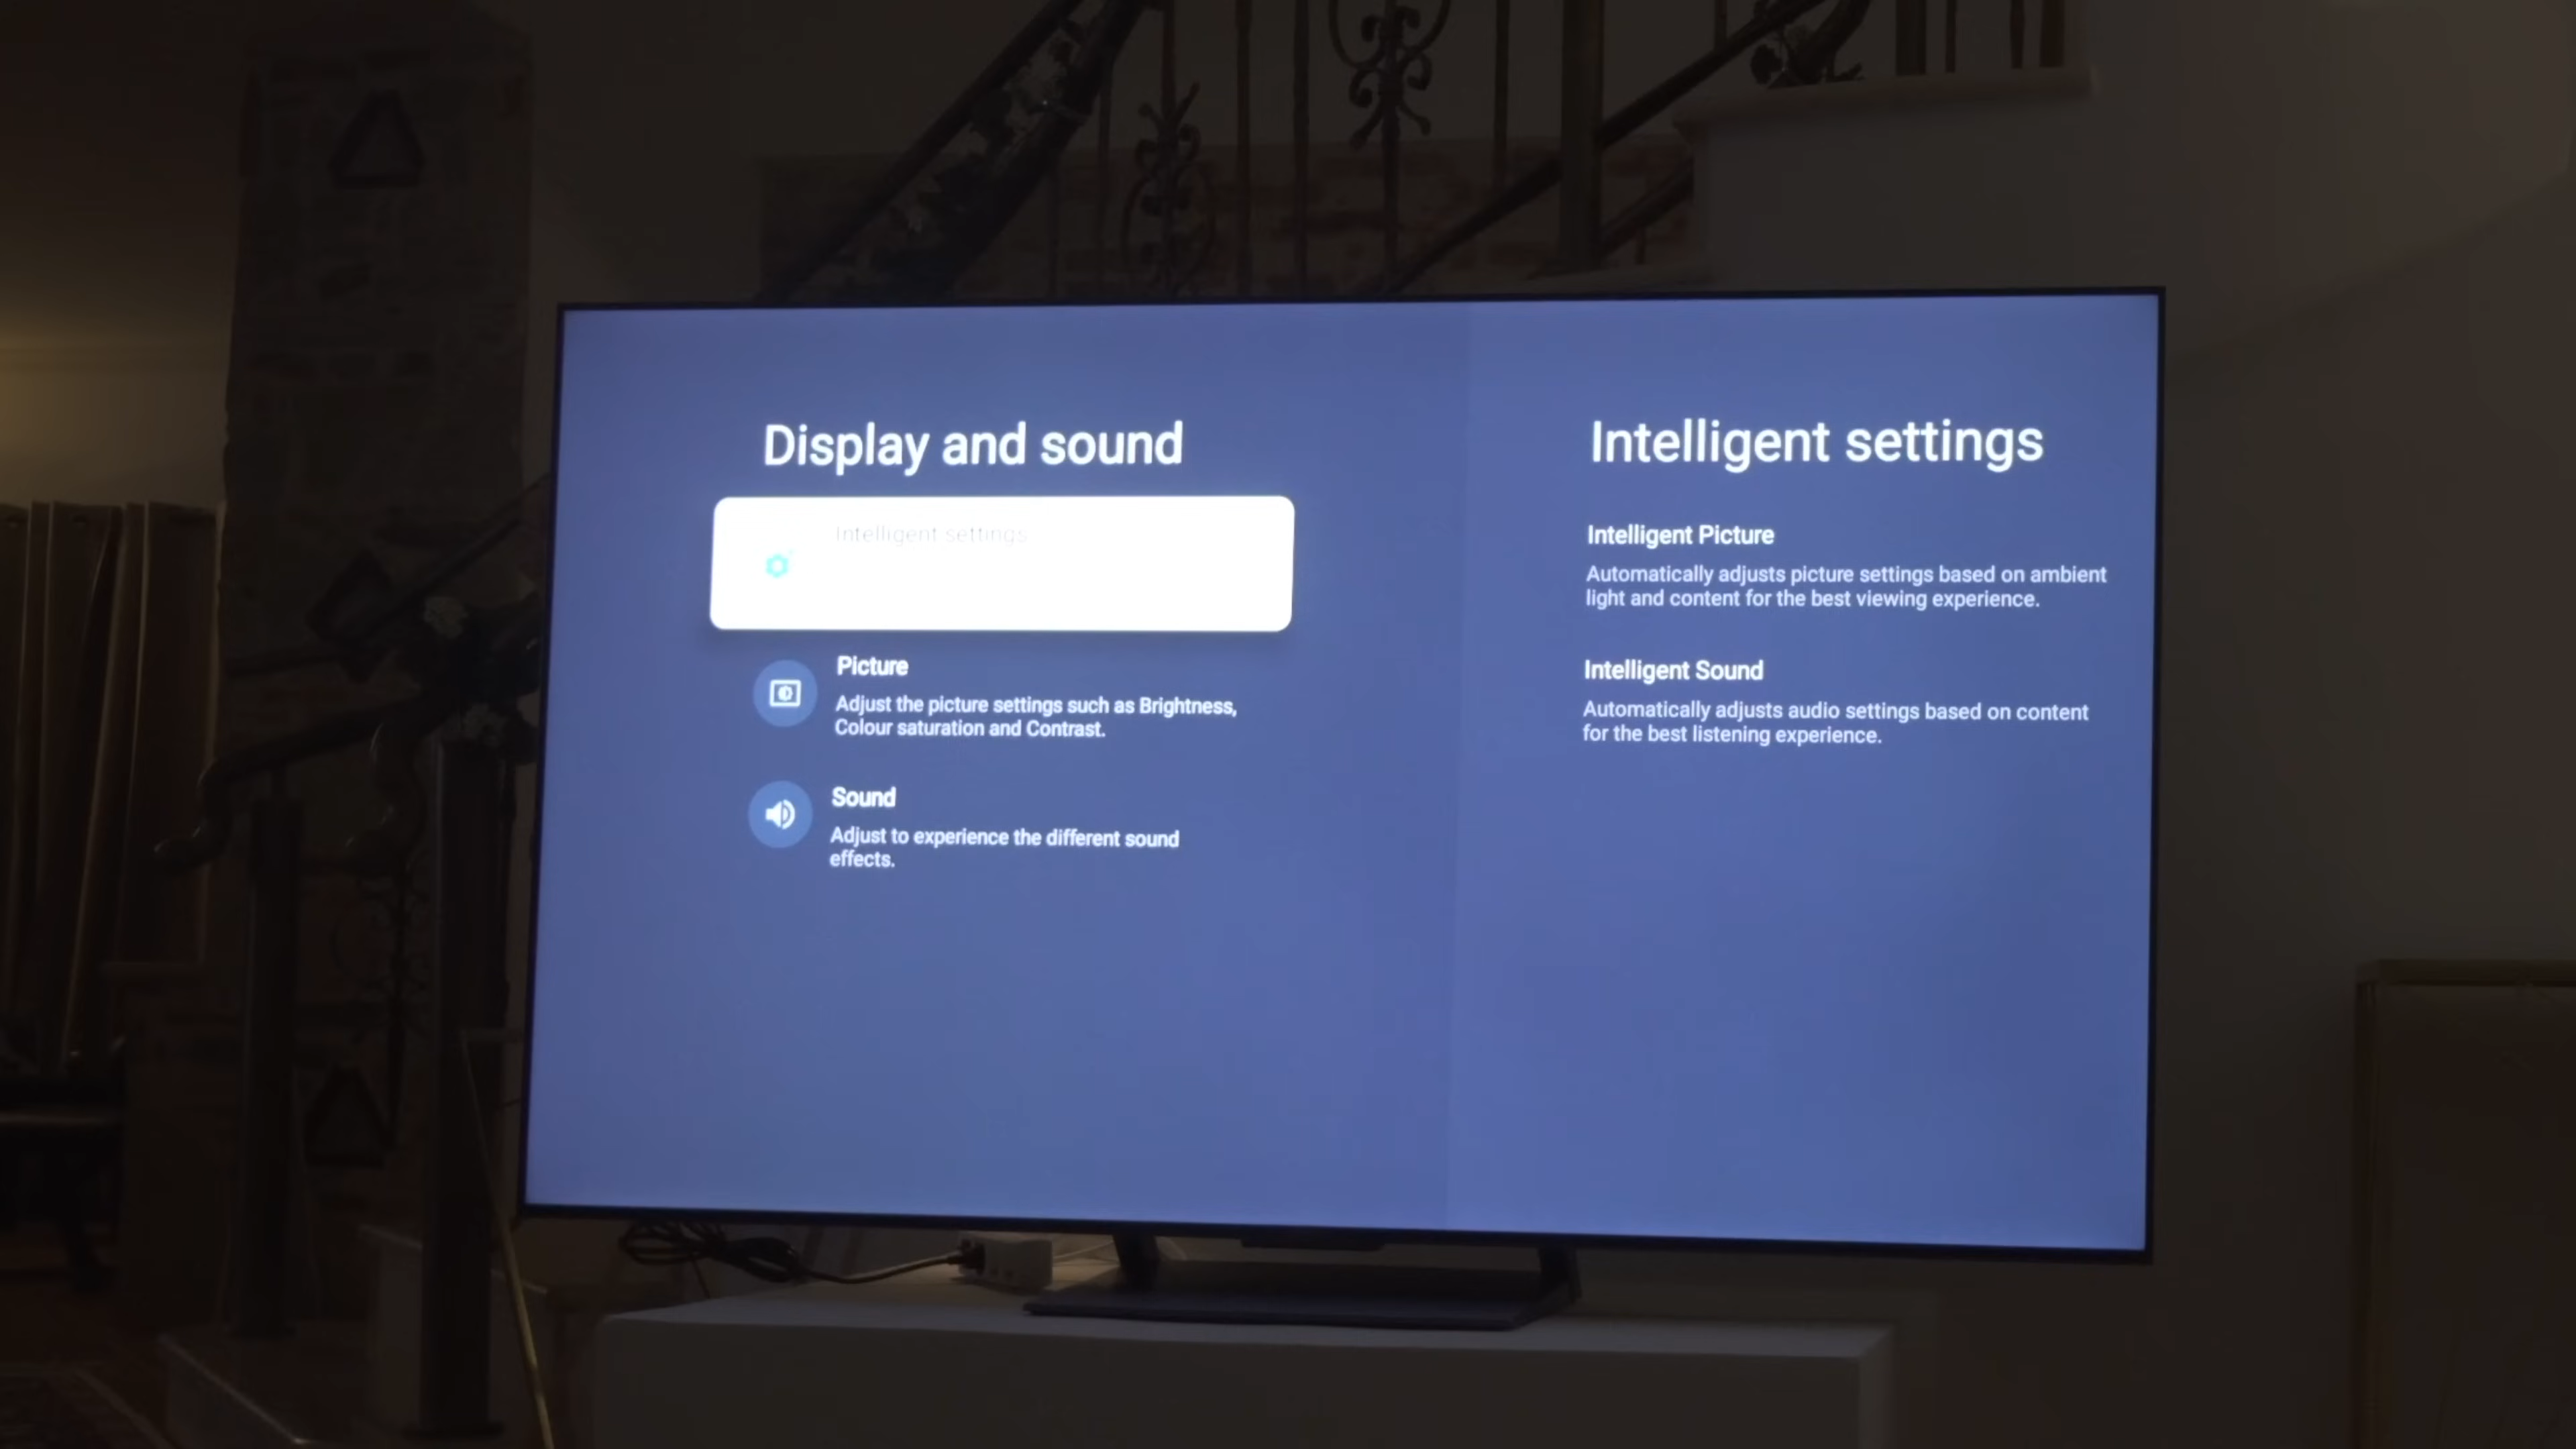 Display and sound
Intelligent settings
Picture
Adjust the picture settings such as Brightness,
Colour saturation and Contrast.
Sound
Adjust to experience the different sound
effects.
Intelligent settings
Intelligent Picture
Automatically adjusts picture settings based on ambient
light and content for the best viewing experience.
Intelligent Sound
Automatically adjusts audio settings based on content
for the best listening experience.